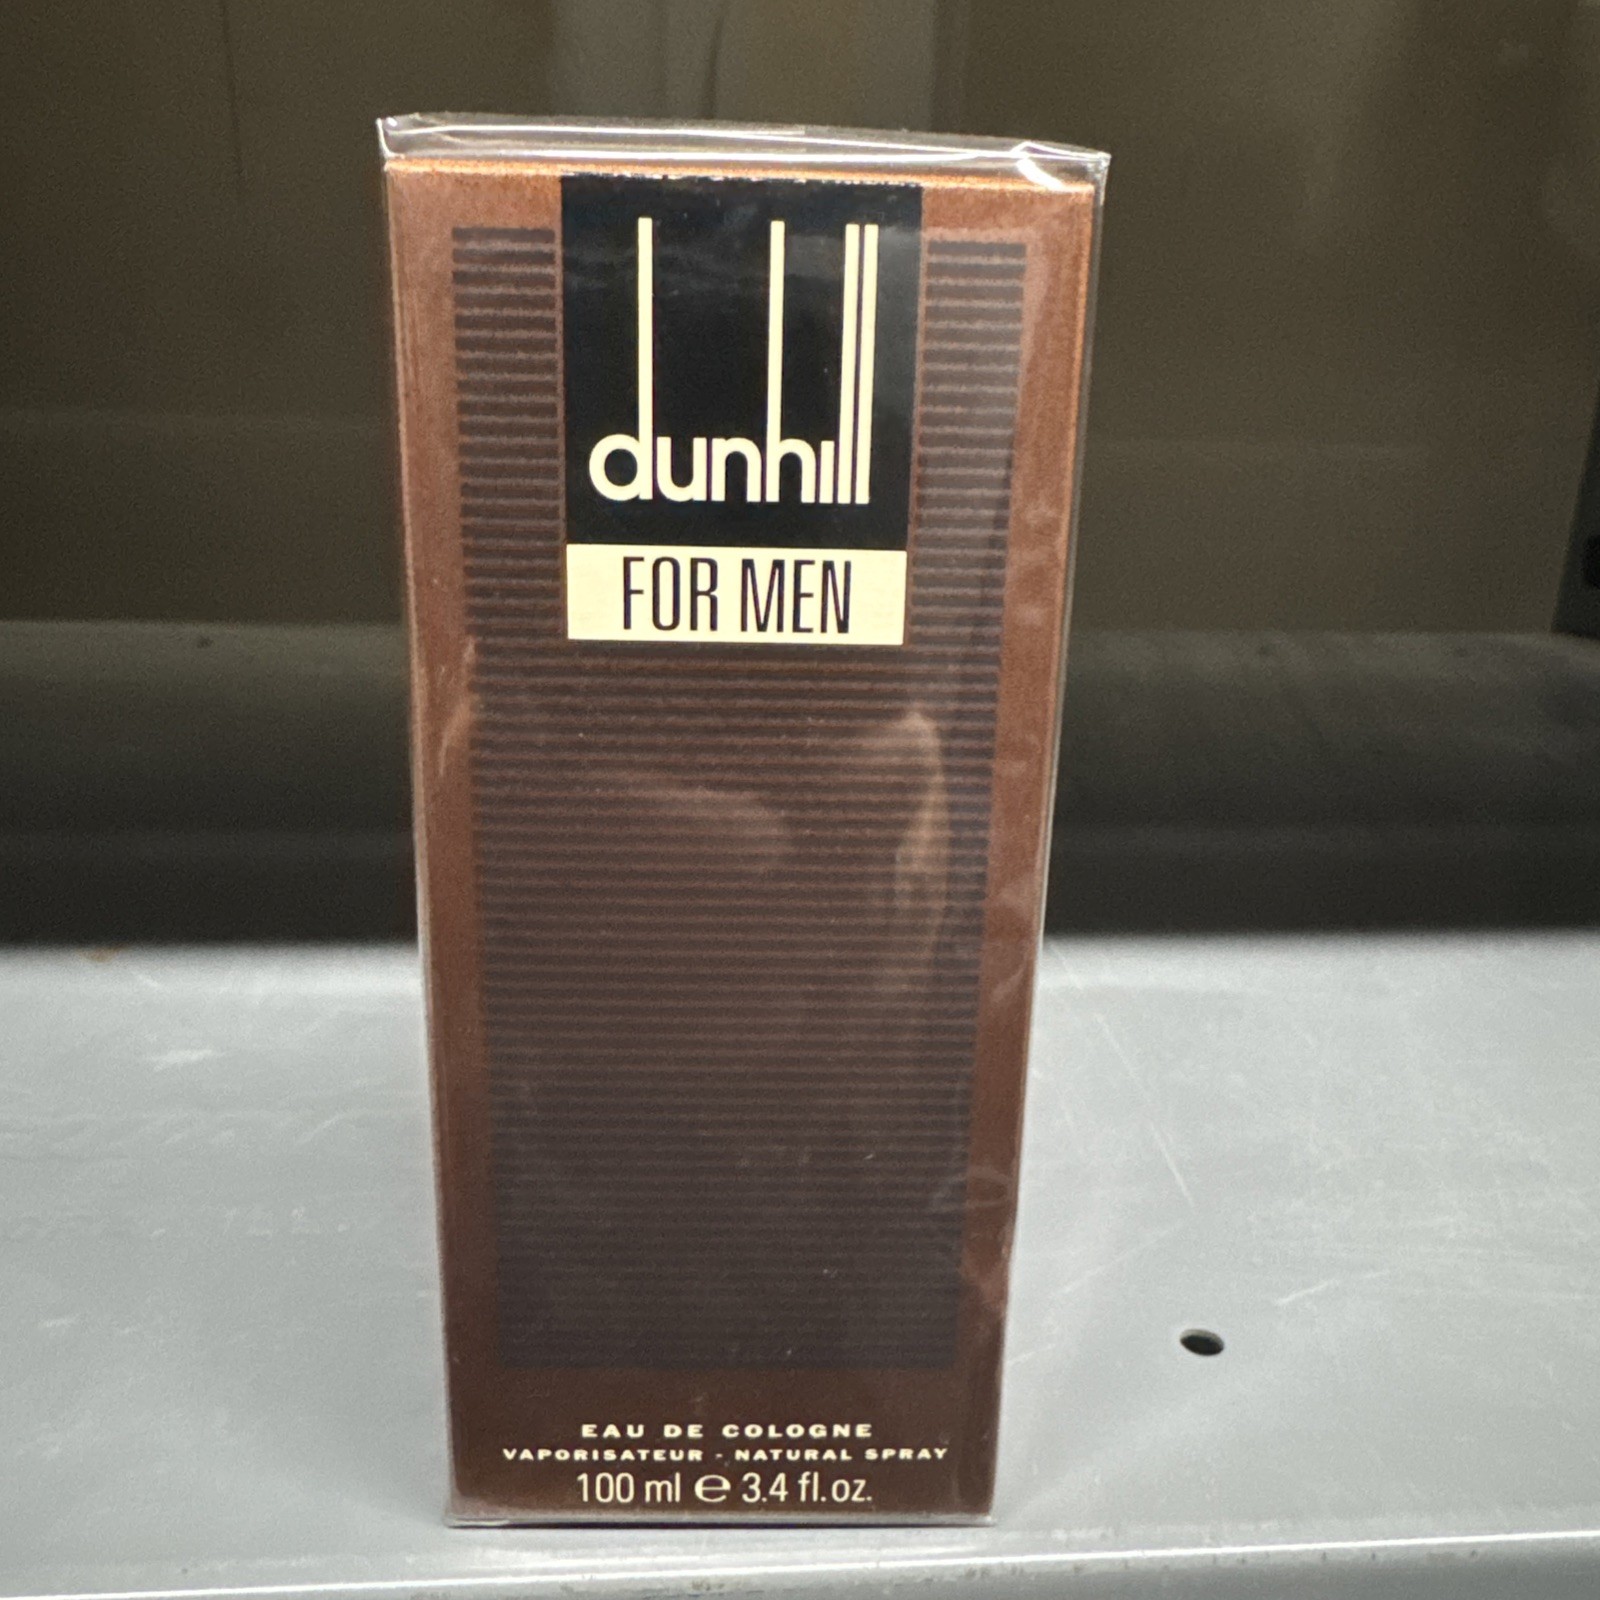 dunhill
FOR MEN
EAU DE COLOGNE
VAPORISATEUR - NATURAL SPRAY
100 ml ℮ 3.4 fl.oz.